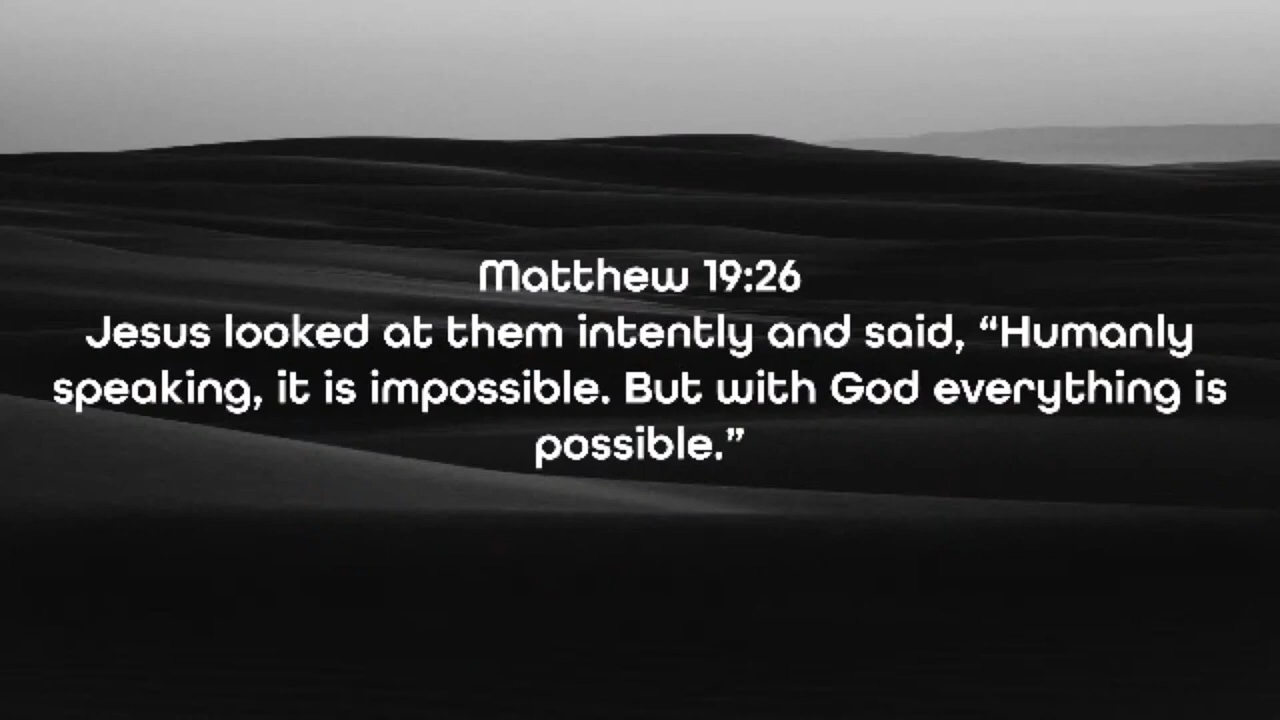 Matthew 19:26
Jesus looked at them intently and said, “Humanly
speaking, it is impossible. But with God everything is
possible.”